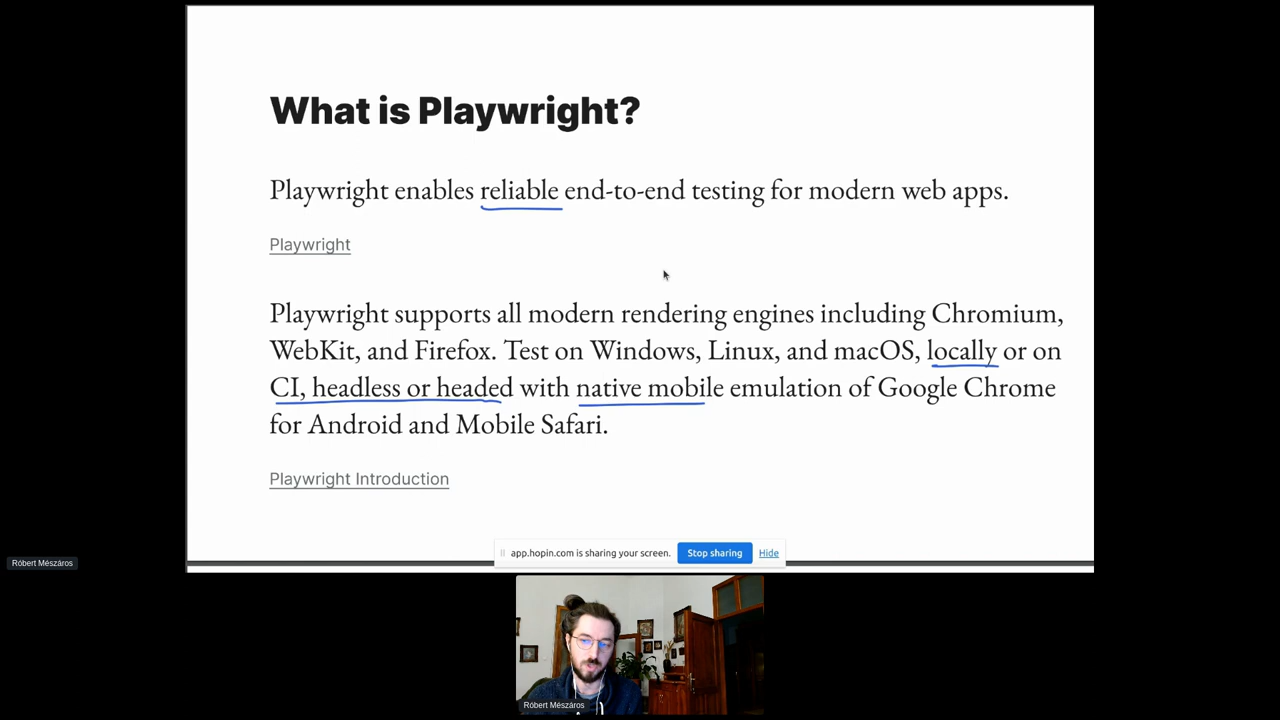 What is Playwright?
Playwright enables reliable end-to-end testing for modern web apps.
Playwright
Playwright supports all modern rendering engines including Chromium,
WebKit, and Firefox. Test on Windows, Linux, and macOS, locally or on
CI, headless or headed with native mobile emulation of Google Chrome
for Android and Mobile Safari.
Playwright Introduction
app.hopin.com is sharing your screen. Stop sharing Hide
Róbert Mészáros
Róbert Mészáros